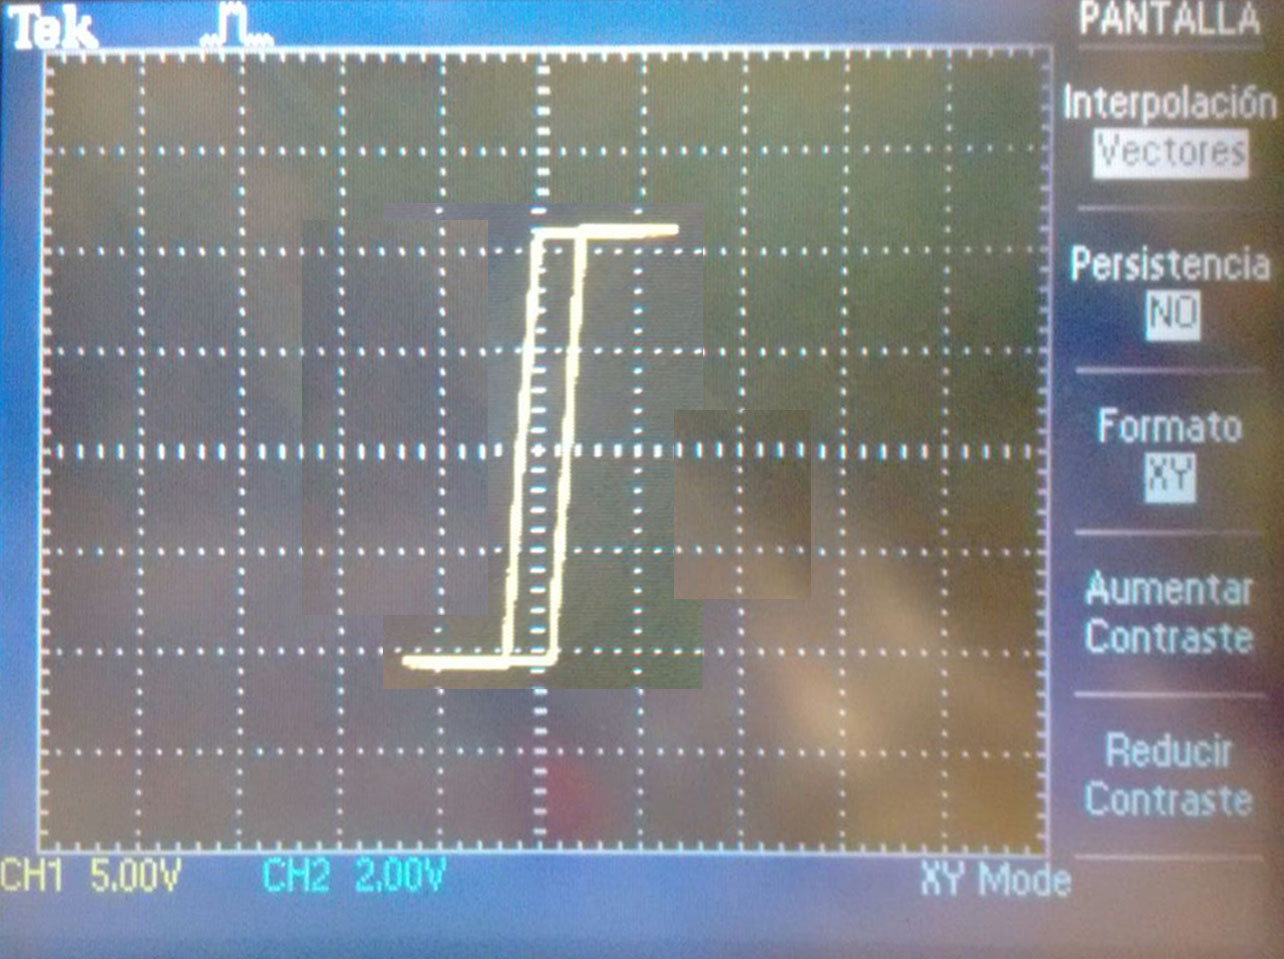 Tek
PANTALLA
Interpolación
Vectores
Persistencia
NO
Formato
XY
Aumentar
Contraste
Reducir
Contraste
CH1 5.00V CH2 2.00V XY Mode